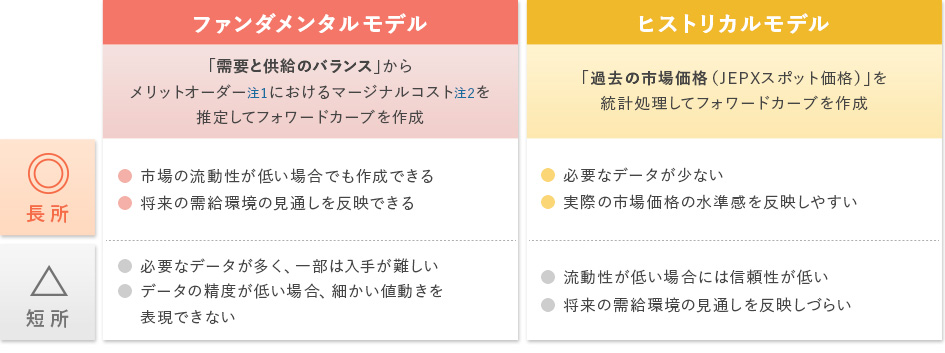 ファンダメンタルモデル
ヒストリカルモデル
「需要と供給のバランス」から
メリットオーダー注1におけるマージナルコスト注2を
推定してフォワードカーブを作成
「過去の市場価格（JEPXスポット価格）」を
統計処理してフォワードカーブを作成
長所
市場の流動性が低い場合でも作成できる
将来の需給環境の見通しを反映できる
必要なデータが少ない
実際の市場価格の水準感を反映しやすい
短所
必要なデータが多く、一部は入手が難しい
データの精度が低い場合、細かい値動きを
表現できない
流動性が低い場合には信頼性が低い
将来の需給環境の見通しを反映しづらい